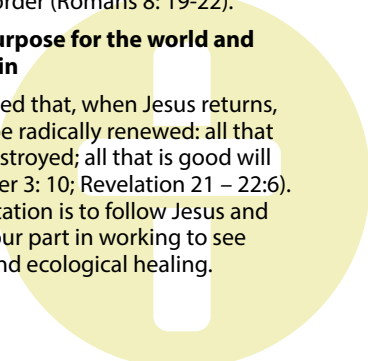 order (Romans 8: 19-22).
urpose for the world and
in
ed that, when Jesus returns,
e radically renewed: all that
stroyed; all that is good will
er 3: 10; Revelation 21 – 22:6).
tation is to follow Jesus and
our part in working to see
nd ecological healing.